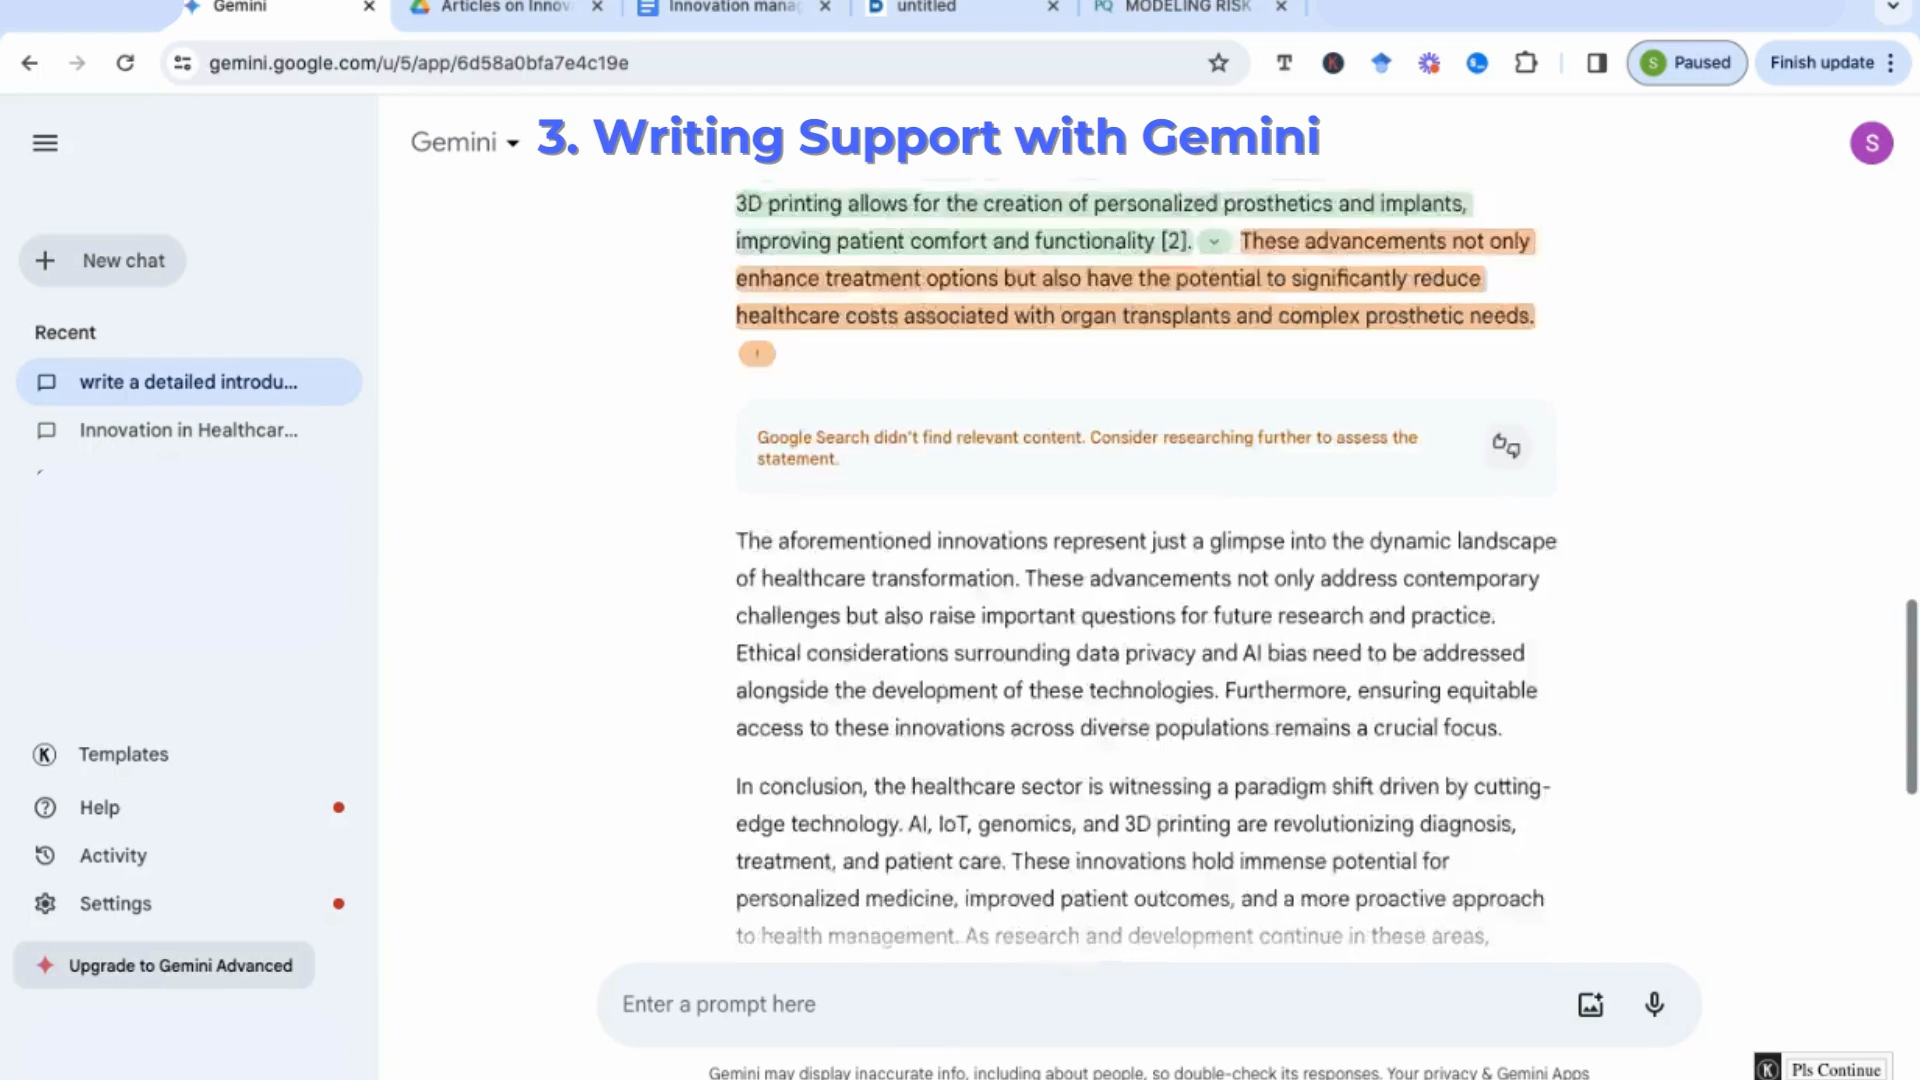 Gemini
Articles on Innov
Innovation mana
untitled
PQ MODELING RISK
gemini.google.com/u/5/app/6d58a0bfa7e4c19e
T
K
S Paused
Finish update
Gemini
3. Writing Support with Gemini
S
New chat
Recent
write a detailed introdu...
Innovation in Healthcar...
K Templates
Help
Activity
Settings
Upgrade to Gemini Advanced
3D printing allows for the creation of personalized prosthetics and implants,
improving patient comfort and functionality [2]. These advancements not only
enhance treatment options but also have the potential to significantly reduce
healthcare costs associated with organ transplants and complex prosthetic needs.
Google Search didn't find relevant content. Consider researching further to assess the
statement.
The aforementioned innovations represent just a glimpse into the dynamic landscape
of healthcare transformation. These advancements not only address contemporary
challenges but also raise important questions for future research and practice.
Ethical considerations surrounding data privacy and AI bias need to be addressed
alongside the development of these technologies. Furthermore, ensuring equitable
access to these innovations across diverse populations remains a crucial focus.
In conclusion, the healthcare sector is witnessing a paradigm shift driven by cutting-
edge technology. AI, IoT, genomics, and 3D printing are revolutionizing diagnosis,
treatment, and patient care. These innovations hold immense potential for
personalized medicine, improved patient outcomes, and a more proactive approach
to health management. As research and development continue in these areas,
Enter a prompt here
Gemini may display inaccurate info, including about people, so double-check its responses. Your privacy & Gemini Apps
K Pls Continue